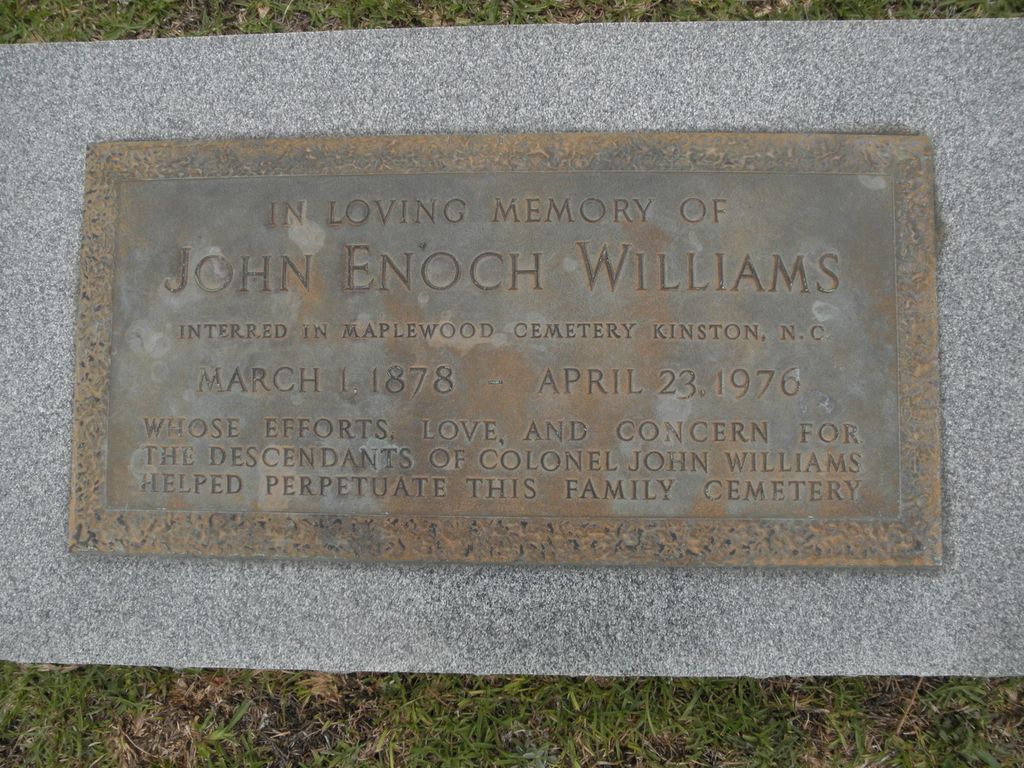 IN LOVING MEMORY OF
JOHN ENOCH WILLIAMS
INTERRED IN MAPLEWOOD CEMETERY KINSTON, N.C.
MARCH 1, 1878 - APRIL 23, 1976
WHOSE EFFORTS, LOVE, AND CONCERN FOR
THE DESCENDANTS OF COLONEL JOHN WILLIAMS
HELPED PERPETUATE THIS FAMILY CEMETERY